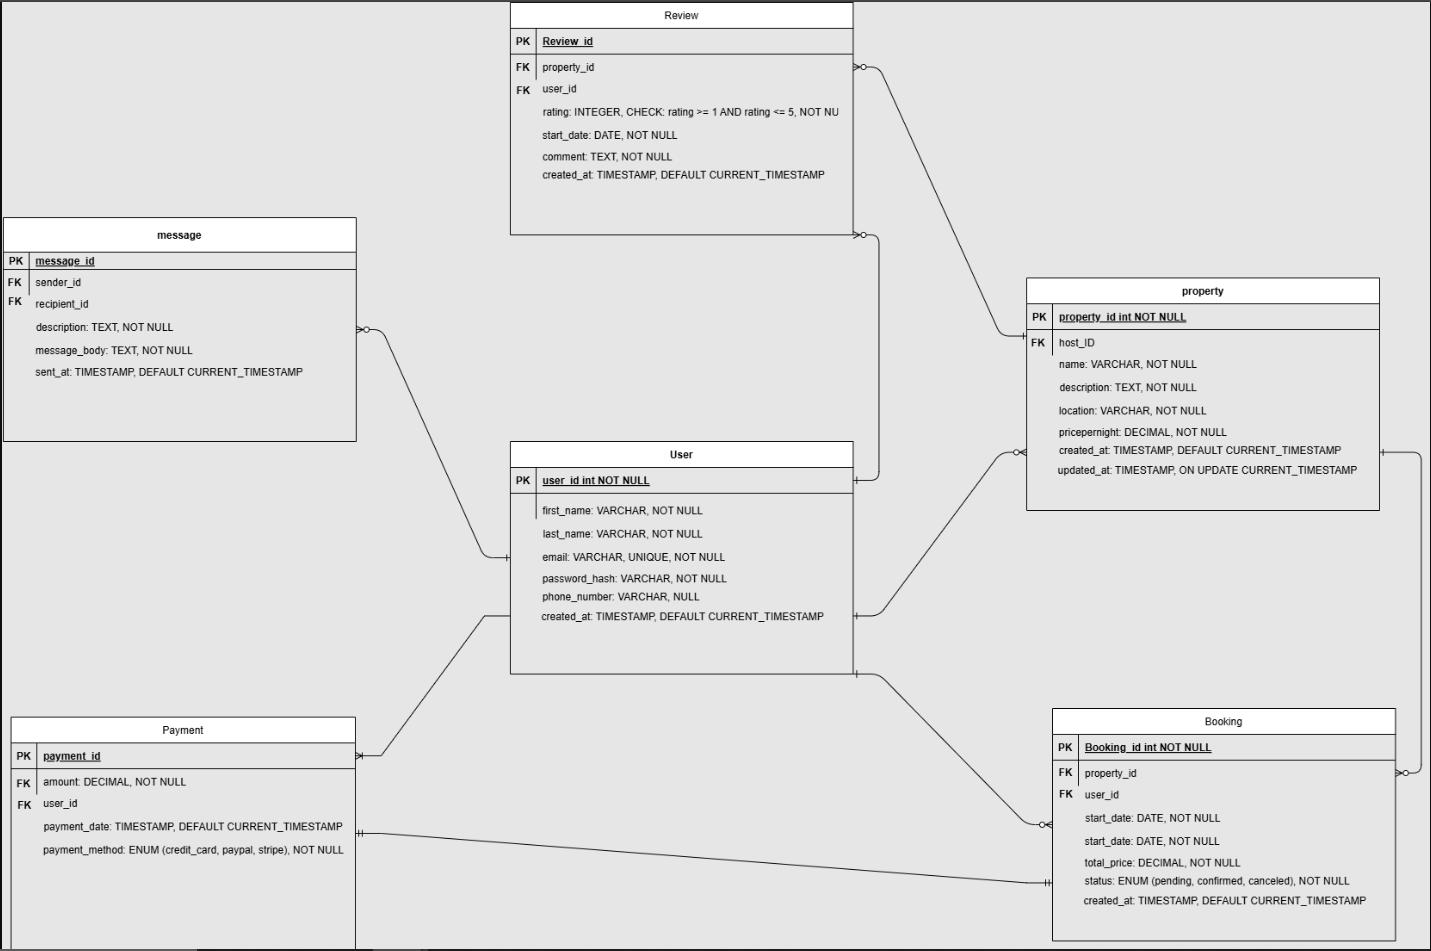 Review
PK Review_id
FK property_id
FK user_id
rating: INTEGER, CHECK: rating >= 1 AND rating <= 5, NOT NU
start_date: DATE, NOT NULL
comment: TEXT, NOT NULL
created_at: TIMESTAMP, DEFAULT CURRENT_TIMESTAMP
message
PK message_id
FK sender_id
FK recipient_id
description: TEXT, NOT NULL
message_body: TEXT, NOT NULL
sent_at: TIMESTAMP, DEFAULT CURRENT_TIMESTAMP
property
PK property_id int NOT NULL
FK host_ID
name: VARCHAR, NOT NULL
description: TEXT, NOT NULL
location: VARCHAR, NOT NULL
pricepernight: DECIMAL, NOT NULL
created_at: TIMESTAMP, DEFAULT CURRENT_TIMESTAMP
updated_at: TIMESTAMP, ON UPDATE CURRENT_TIMESTAMP
User
PK user_id int NOT NULL
first_name: VARCHAR, NOT NULL
last_name: VARCHAR, NOT NULL
email: VARCHAR, UNIQUE, NOT NULL
password_hash: VARCHAR, NOT NULL
phone_number: VARCHAR, NULL
created_at: TIMESTAMP, DEFAULT CURRENT_TIMESTAMP
Payment
PK payment_id
FK amount: DECIMAL, NOT NULL
FK user_id
payment_date: TIMESTAMP, DEFAULT CURRENT_TIMESTAMP
payment_method: ENUM (credit_card, paypal, stripe), NOT NULL
Booking
PK Booking_id int NOT NULL
FK property_id
FK user_id
start_date: DATE, NOT NULL
start_date: DATE, NOT NULL
total_price: DECIMAL, NOT NULL
status: ENUM (pending, confirmed, canceled), NOT NULL
created_at: TIMESTAMP, DEFAULT CURRENT_TIMESTAMP